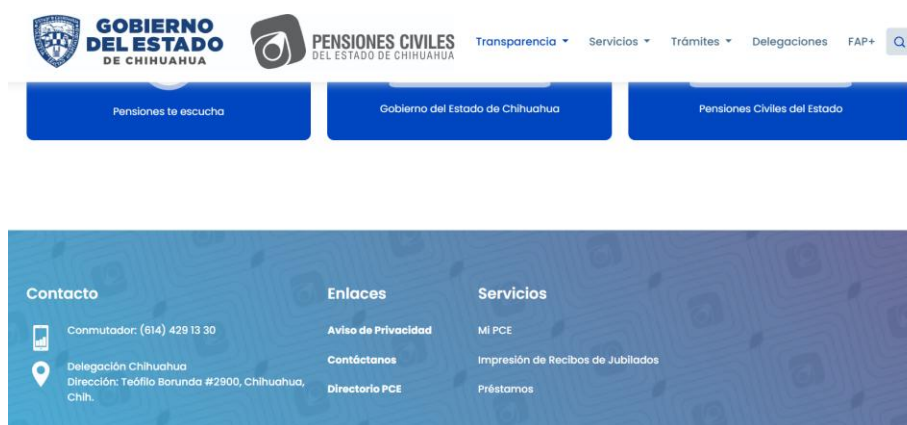 GOBIERNO
DEL ESTADO
DE CHIHUAHUA
PENSIONES CIVILES
DEL ESTADO DE CHIHUAHUA
Transparencia Servicios Trámites Delegaciones FAP+
Pensiones te escucha
Gobierno del Estado de Chihuahua
Pensiones Civiles del Estado
Contacto
Conmutador: (614) 429 13 30
Delegación Chihuahua
Dirección: Teófilo Borunda #2900, Chihuahua,
Chih.
Enlaces
Aviso de Privacidad
Contáctanos
Directorio PCE
Servicios
Mi PCE
Impresión de Recibos de Jubilados
Préstamos